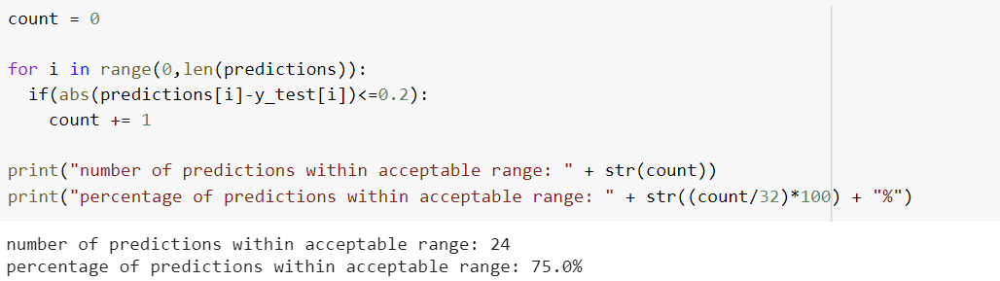 count = 0
for i in range(0,len(predictions)):
  if(abs(predictions[i]-y_test[i])<=0.2):
    count += 1
print("number of predictions within acceptable range: " + str(count))
print("percentage of predictions within acceptable range: " + str((count/32)*100) + "%")
number of predictions within acceptable range: 24
percentage of predictions within acceptable range: 75.0%